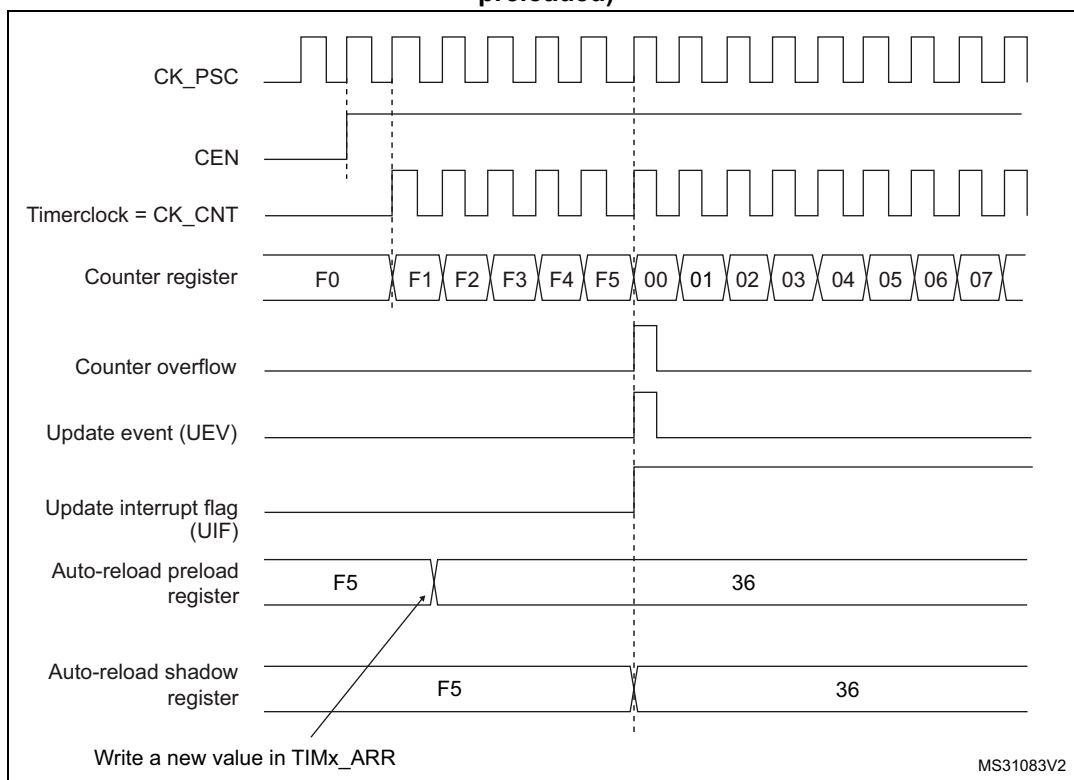 preloaded)
CK_PSC
CEN
Timerclock = CK_CNT
Counter register
F0 F1 F2 F3 F4 F5 00 01 02 03 04 05 06 07
Counter overflow
Update event (UEV)
Update interrupt flag
(UIF)
Auto-reload preload
register
F5 36
Auto-reload shadow
register
F5 36
Write a new value in TIMx_ARR
MS31083V2